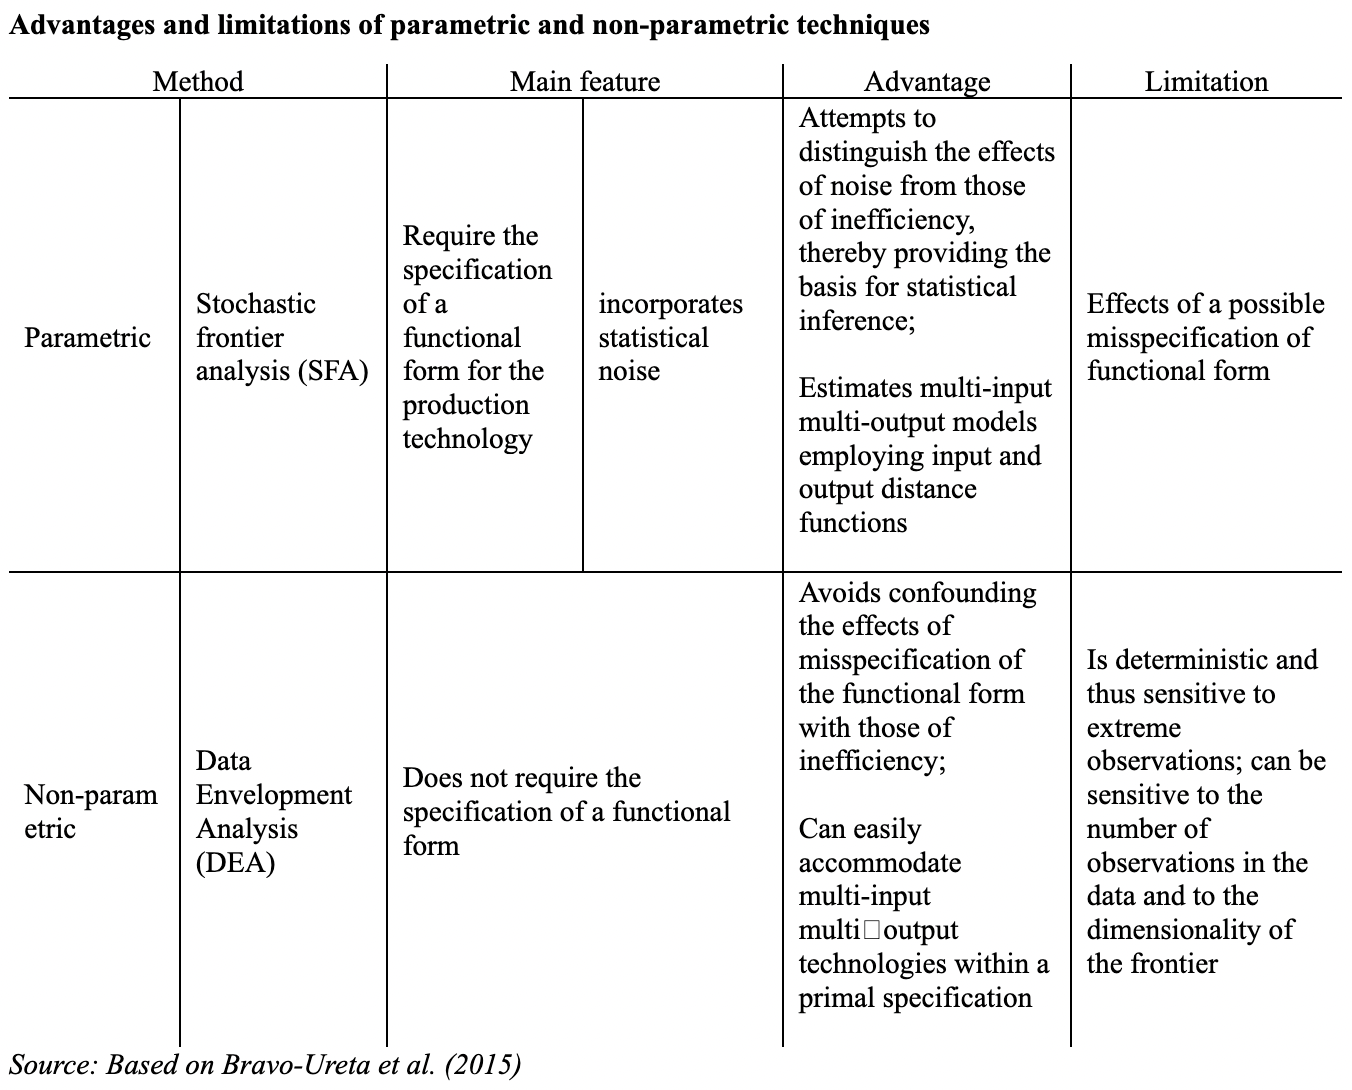 Advantages and limitations of parametric and non-parametric techniques
Method
Main feature
Advantage
Limitation
Parametric
Stochastic
frontier
analysis (SFA)
Require the
specification
of a
functional
form for the
production
technology
incorporates
statistical
noise
Attempts to
distinguish the effects
of noise from those
of inefficiency,
thereby providing the
basis for statistical
inference;
Estimates multi-input
multi-output models
employing input and
output distance
functions
Effects of a possible
misspecification of
functional form
Non-param
etric
Data
Envelopment
Analysis
(DEA)
Does not require the
specification of a functional
form
Avoids confounding
the effects of
misspecification of
the functional form
with those of
inefficiency;
Can easily
accommodate
multi-input
multi□output
technologies within a
primal specification
Is deterministic and
thus sensitive to
extreme
observations; can be
sensitive to the
number of
observations in the
data and to the
dimensionality of
the frontier
Source: Based on Bravo-Ureta et al. (2015)